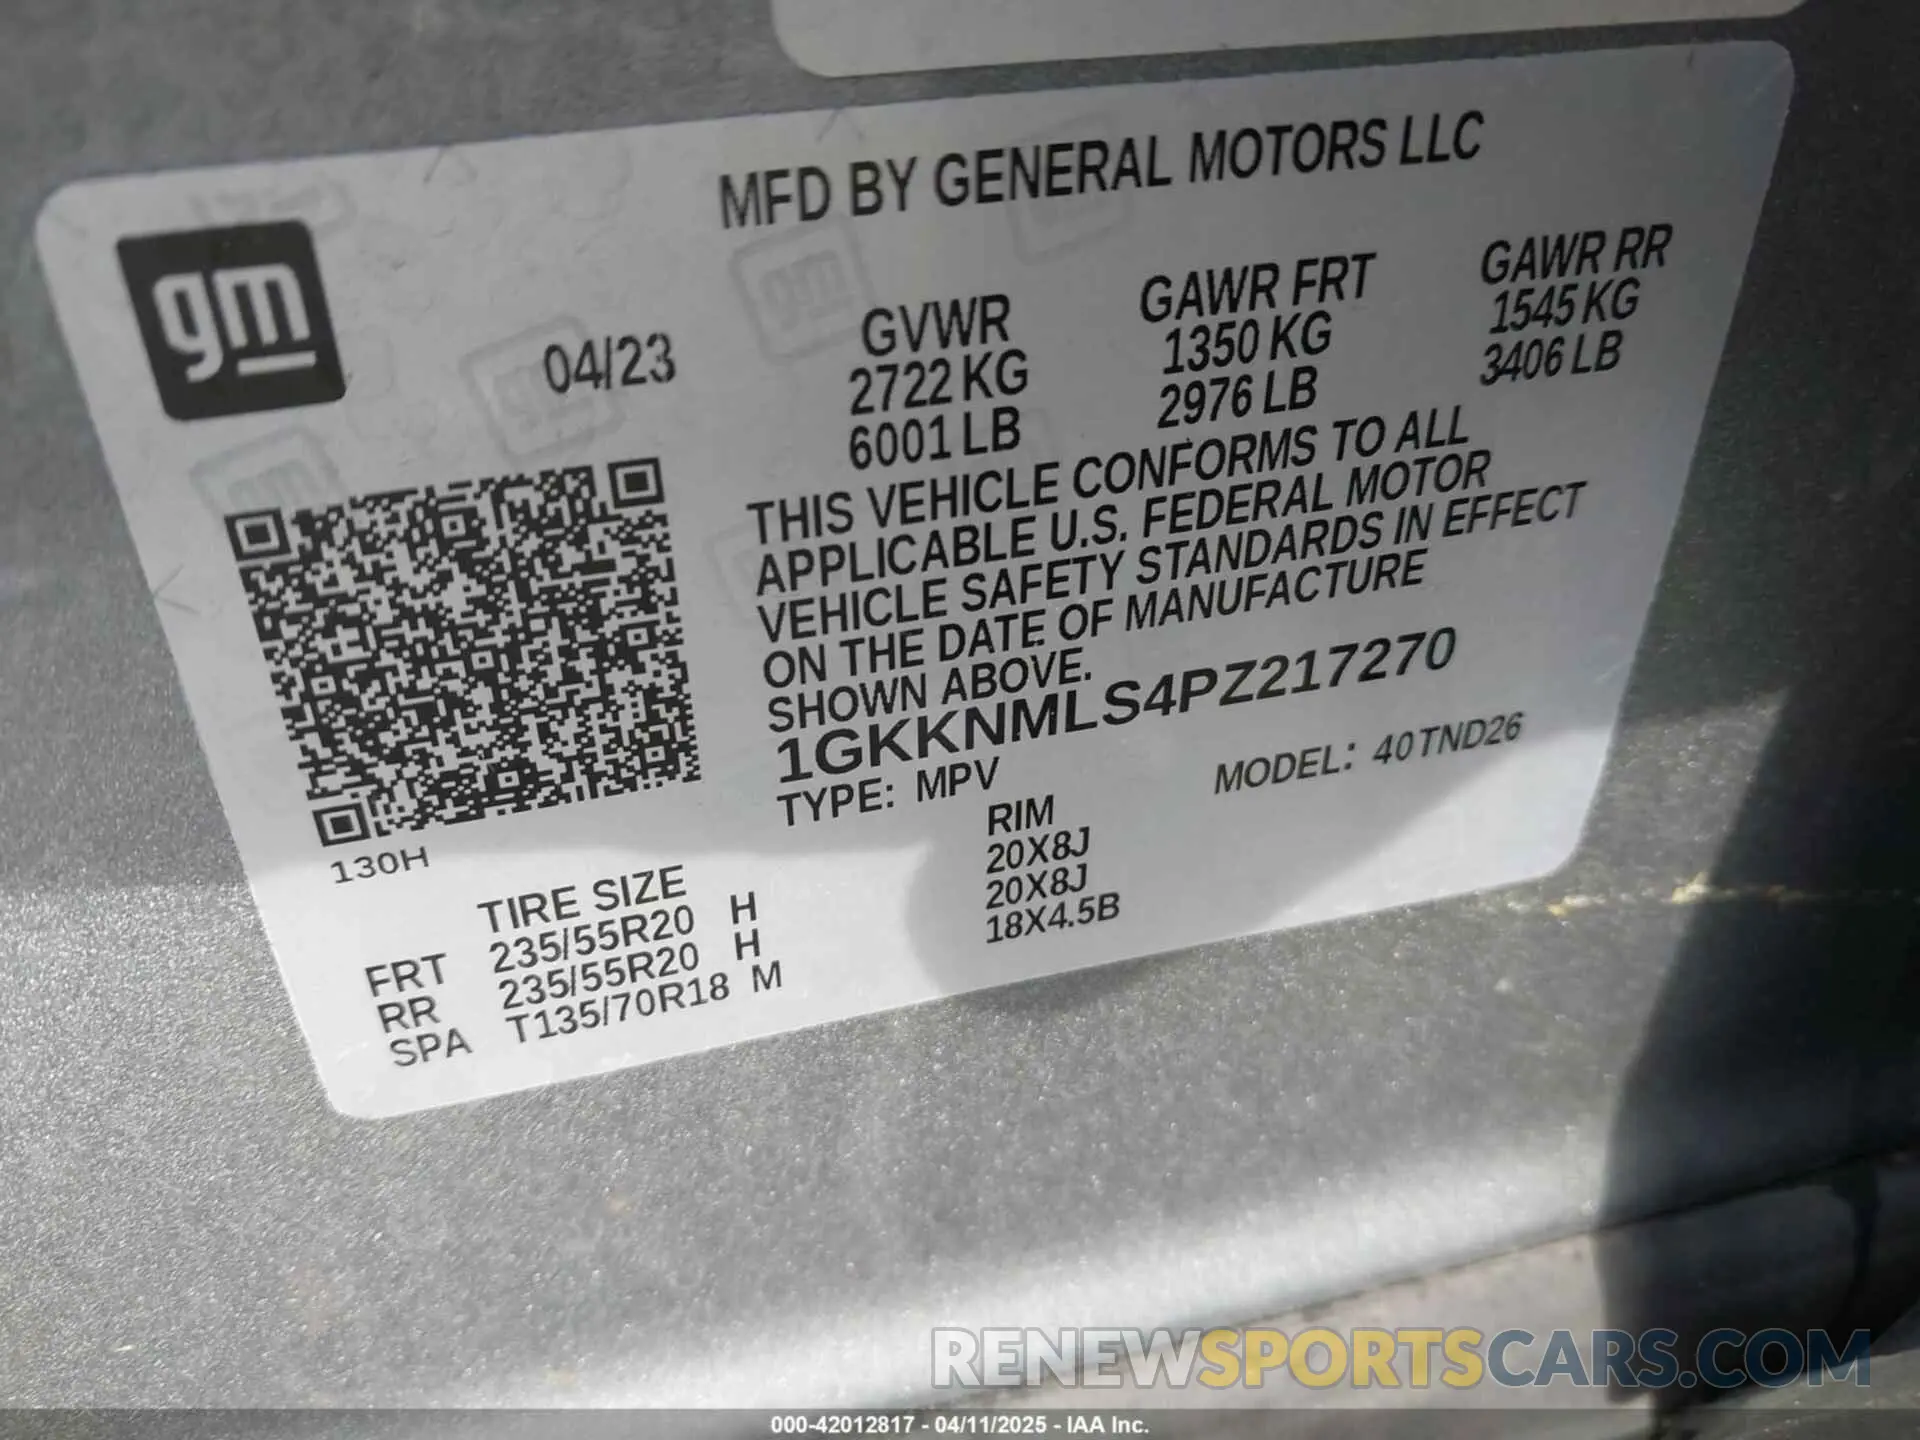 MFD BY GENERAL MOTORS LLC
gm
04/23
GVWR GAWR FRT GAWR RR
2722 KG 1350 KG 1545 KG
6001 LB 2976 LB 3406 LB
THIS VEHICLE CONFORMS TO ALL
APPLICABLE U.S. FEDERAL MOTOR
VEHICLE SAFETY STANDARDS IN EFFECT
ON THE DATE OF MANUFACTURE
SHOWN ABOVE.
1GKKNMLS4PZ217270
TYPE: MPV MODEL: 40TND26
130H
TIRE SIZE RIM
FRT 235/55R20 H 20X8J
RR 235/55R20 H 20X8J
SPA T135/70R18 M 18X4.5B
RENEWSPORTSCARS.COM
000-42012817 - 04/11/2025 - IAA Inc.